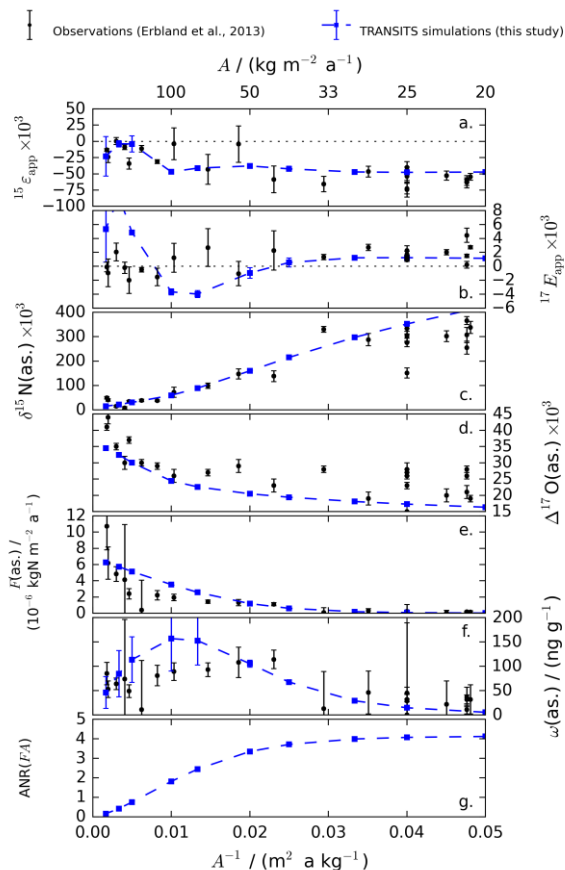 Observations (Erbland et al., 2013) TRANSITS simulations (this study)
A / (kg m⁻² a⁻¹)
100 50 33 25 20
¹⁵ε_app ×10³
50
25
0
−25
−50
−75
−100
a.
¹⁷E_app ×10³
8
6
4
2
0
−2
−4
−6
b.
δ¹⁵N(as.) ×10³
400
300
200
100
0
c.
Δ¹⁷O(as.) ×10³
45
40
35
30
25
20
15
d.
F(as.) /
(10⁻⁶ kgN m⁻² a⁻¹)
12
10
8
6
4
2
0
e.
ω(as.) / (ng g⁻¹)
200
150
100
50
0
f.
ANR(FA)
5
4
3
2
1
0
g.
0.00 0.01 0.02 0.03 0.04 0.05
A⁻¹ / (m² a kg⁻¹)